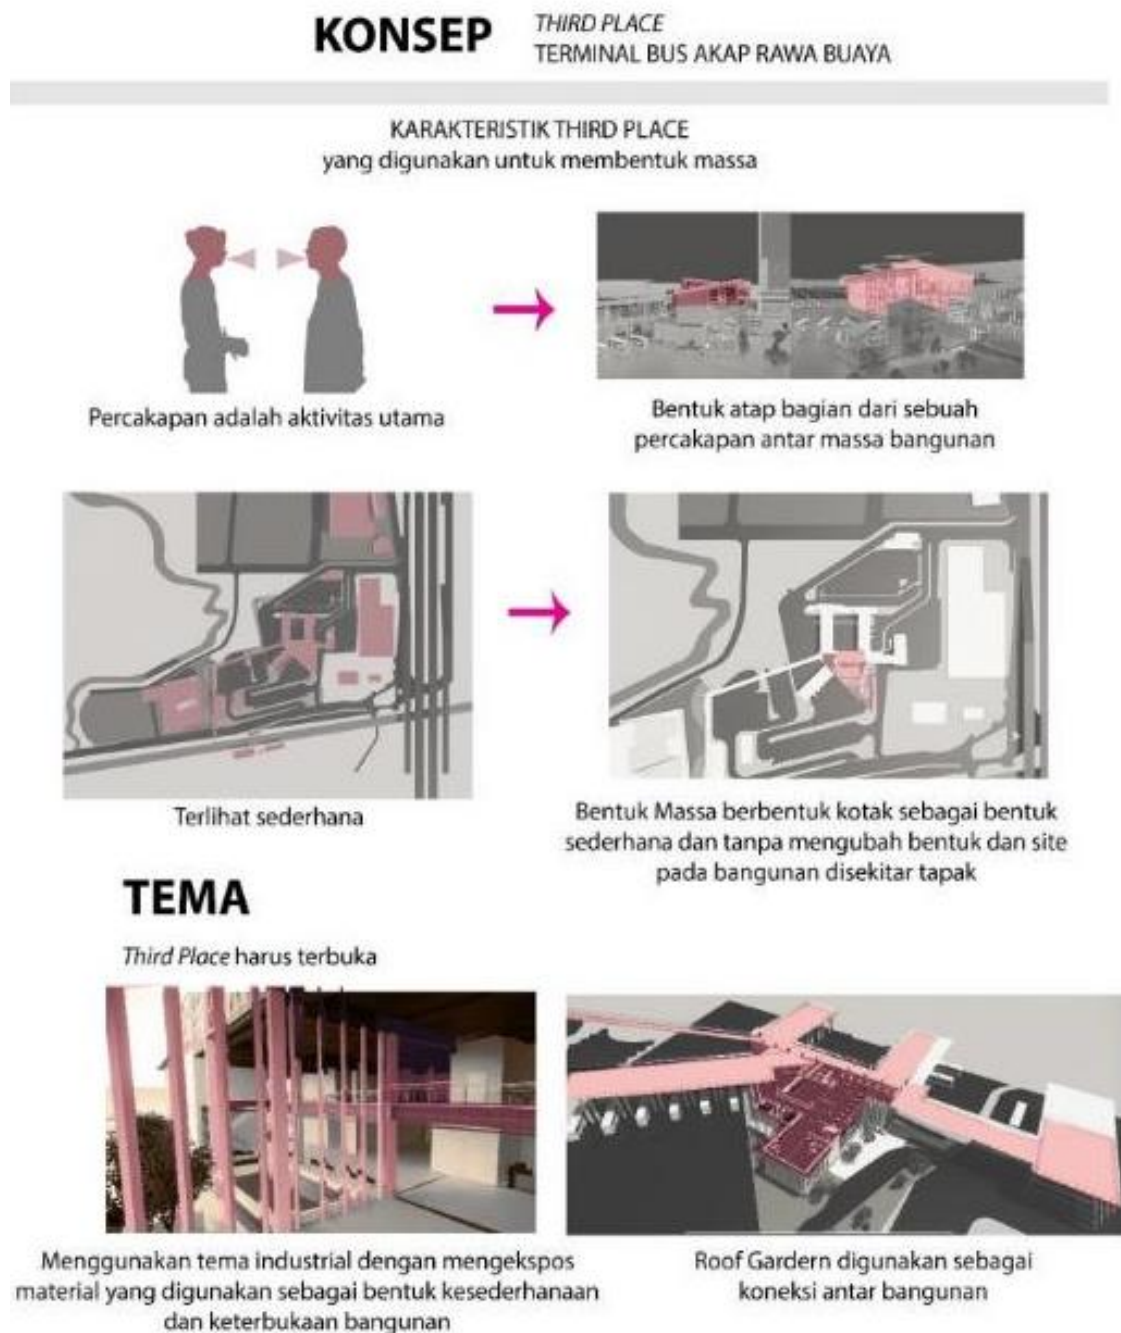 KONSEP
THIRD PLACE
TERMINAL BUS AKAP RAWA BUAYA
KARAKTERISTIK THIRD PLACE
yang digunakan untuk membentuk massa
Percakapan adalah aktivitas utama
Bentuk atap bagian dari sebuah
percakapan antar massa bangunan
Terlihat sederhana
Bentuk Massa berbentuk kotak sebagai bentuk
sederhana dan tanpa mengubah bentuk dan site
pada bangunan disekitar tapak
TEMA
Third Place harus terbuka
Menggunakan tema industrial dengan mengekspos
material yang digunakan sebagai bentuk kesederhanaan
dan keterbukaan bangunan
Roof Gardern digunakan sebagai
koneksi antar bangunan